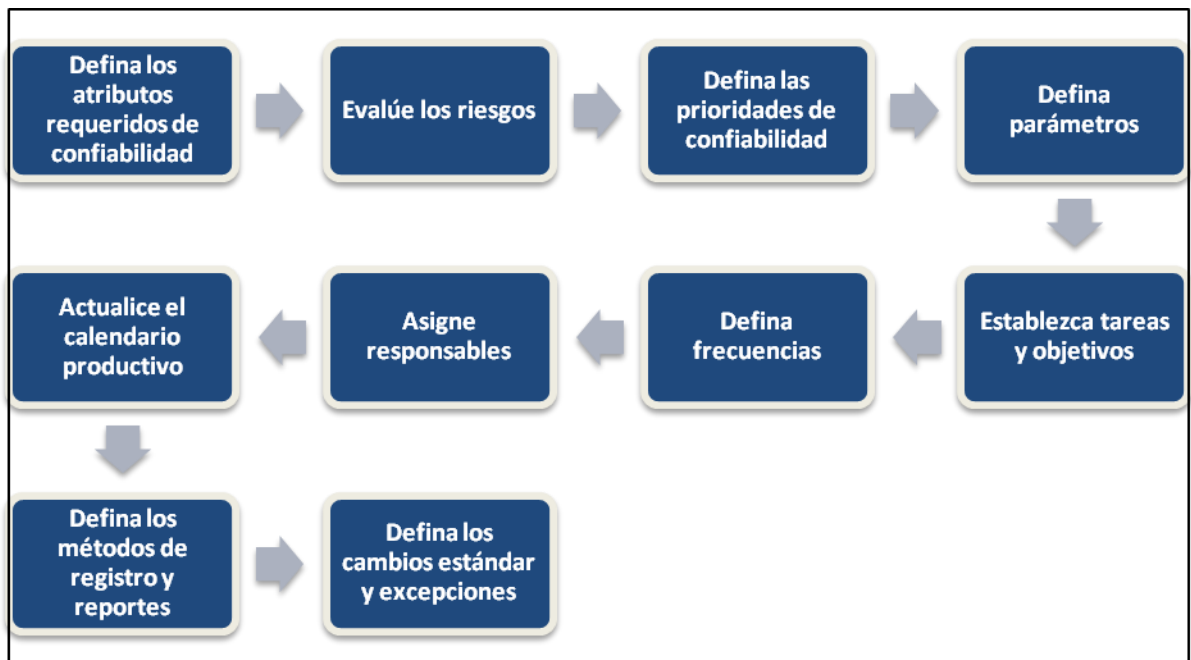 Defina los
atributos
requeridos de
confiabilidad
Evalúe los riesgos
Defina las
prioridades de
confiabilidad
Defina
parámetros
Establezca tareas
y objetivos
Defina
frecuencias
Asigne
responsables
Actualice el
calendario
productivo
Defina los
métodos de
registro y
reportes
Defina los
cambios estándar
y excepciones